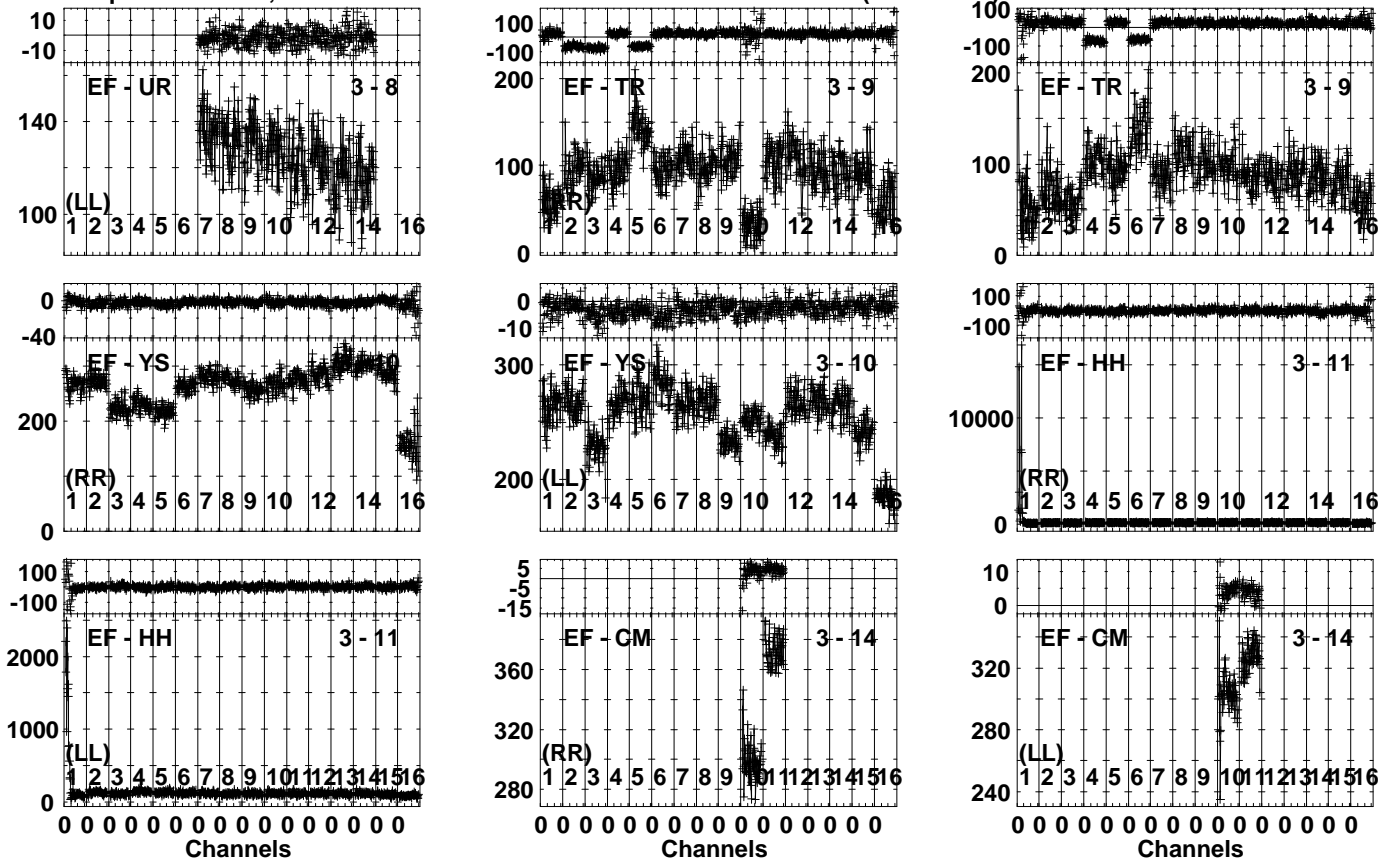 10
-10
EF - UR 3 - 8
140
100
(LL)
1 2 3 4 5 6 7 8 9 10 12 14 16
100
-100
200
EF - TR 3 - 9
100
(RR)
1 2 3 4 5 6 7 8 9 10 12 14 16
0
100
-100
200
EF - TR 3 - 9
100
1 2 3 4 5 6 7 8 9 10 12 14 16
0
0
-40
EF - YS
200
(RR)
1 2 3 4 5 6 7 8 9 10 12 14 16
0
0
-10
300
EF - YS 3 - 10
200
(LL)
1 2 3 4 5 6 7 8 9 10 12 14 16
100
-100
EF - HH 3 - 11
10000
(RR)
1 2 3 4 5 6 7 8 9 10 12 14 16
0
100
-100
EF - HH 3 - 11
2000
1000
(LL)
1 2 3 4 5 6 7 8 9 10 11 12 13 14 15 16
0
0 0 0 0 0 0 0 0 0 0 0 0 0 0 0 0
Channels
5
-5
-15
EF - CM 3 - 14
360
320
(RR)
1 2 3 4 5 6 7 8 9 10 11 12 13 14 15 16
280
0 0 0 0 0 0 0 0 0 0 0 0 0 0 0 0
Channels
10
0
EF - CM 3 - 14
320
280
(LL)
1 2 3 4 5 6 7 8 9 10 11 12 13 14 15 16
240
0 0 0 0 0 0 0 0 0 0 0 0 0 0 0 0
Channels